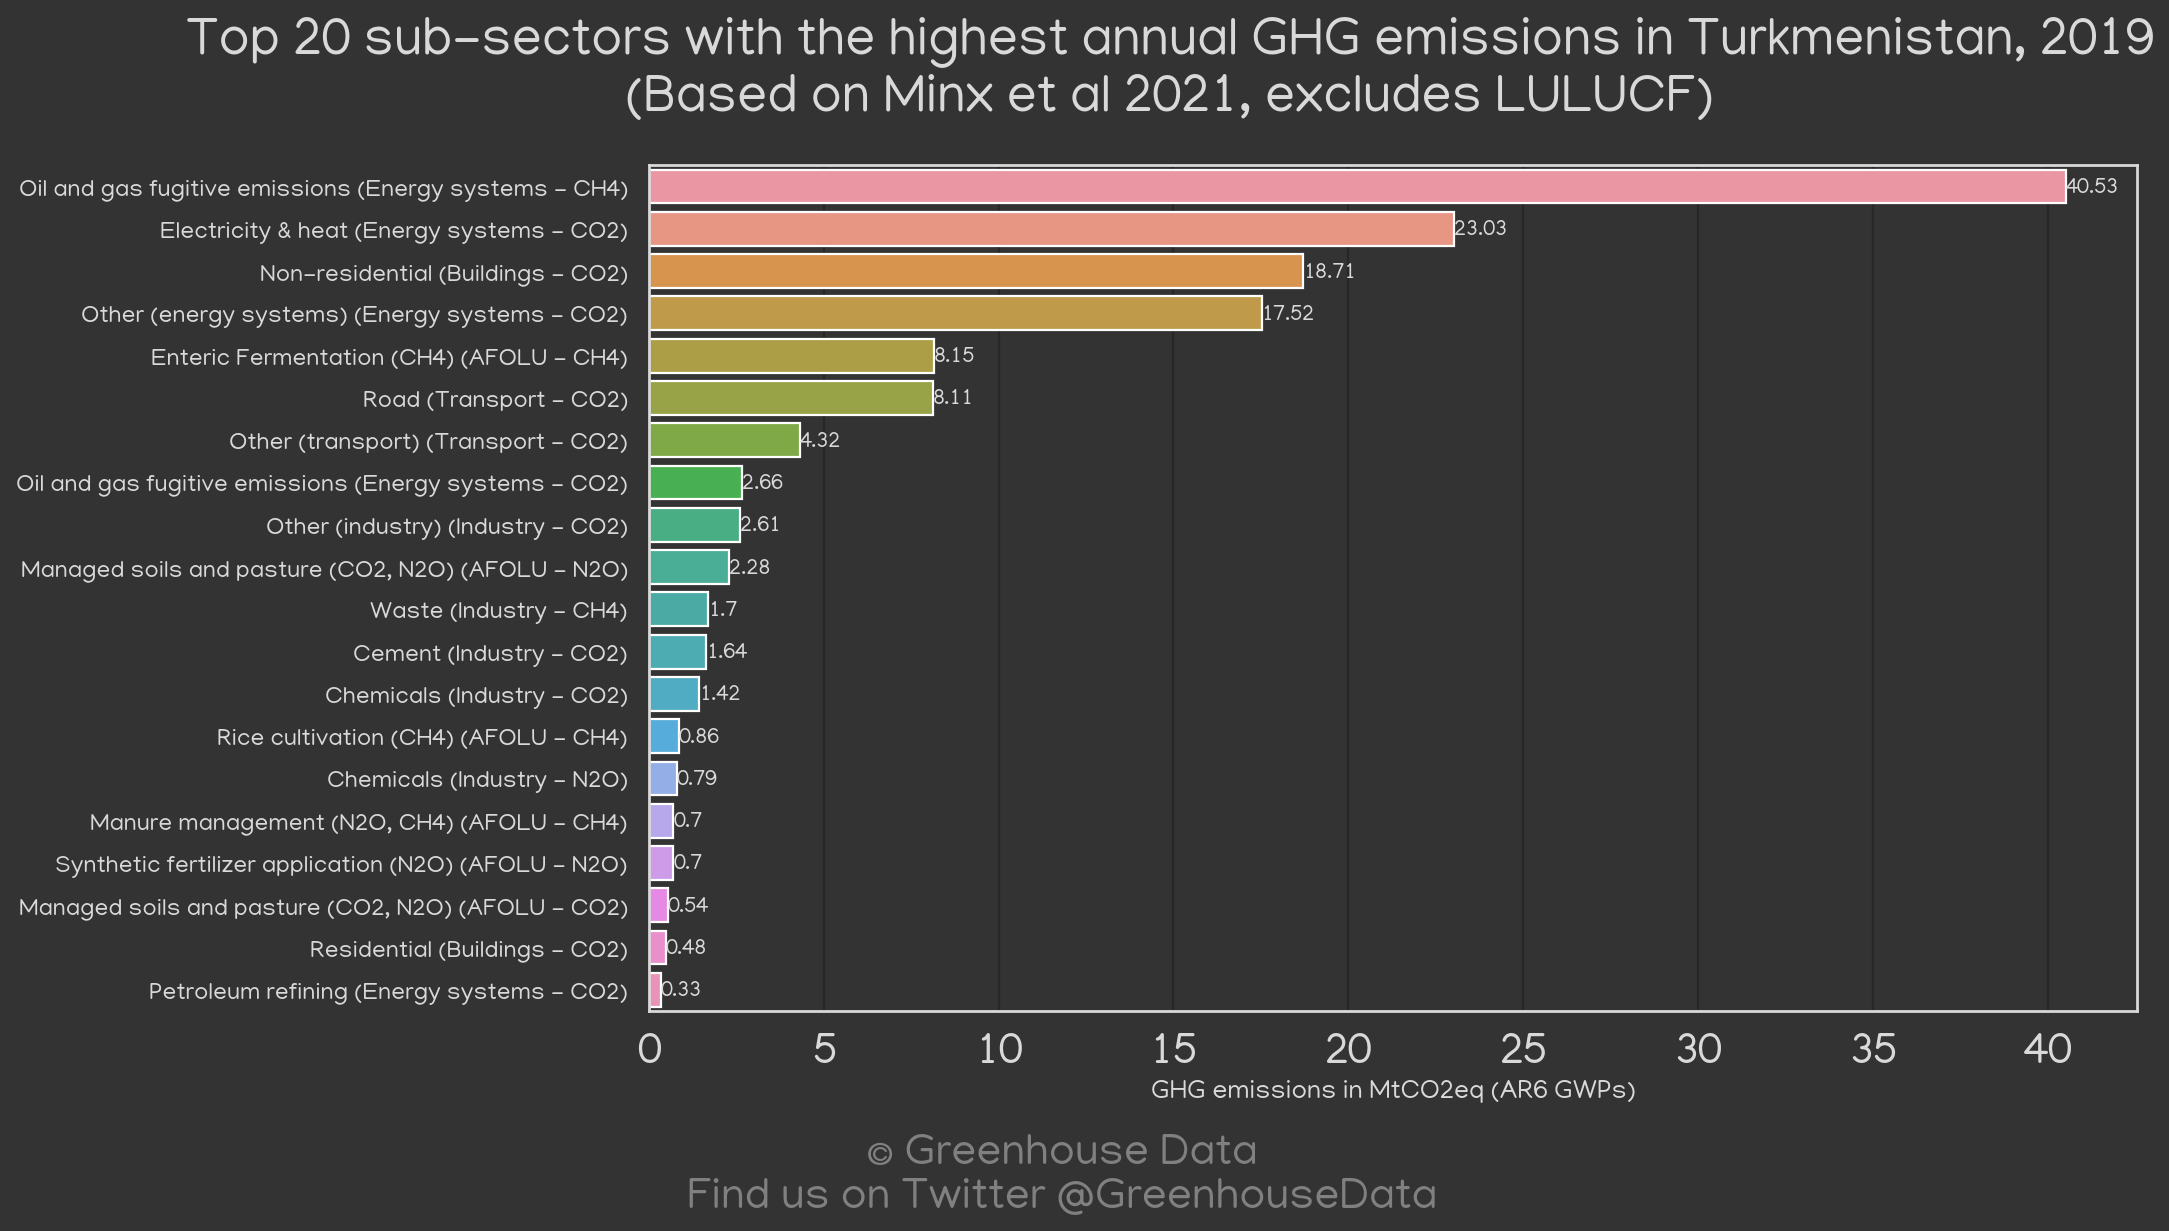 Top 20 sub-sectors with the highest annual GHG emissions in Turkmenistan, 2019
(Based on Minx et al 2021, excludes LULUCF)
Oil and gas fugitive emissions (Energy systems - CH4) 40.53
Electricity & heat (Energy systems - CO2) 23.03
Non-residential (Buildings - CO2) 18.71
Other (energy systems) (Energy systems - CO2) 17.52
Enteric Fermentation (CH4) (AFOLU - CH4) 8.15
Road (Transport - CO2) 8.11
Other (transport) (Transport - CO2) 4.32
Oil and gas fugitive emissions (Energy systems - CO2) 2.66
Other (industry) (Industry - CO2) 2.61
Managed soils and pasture (CO2, N2O) (AFOLU - N2O) 2.28
Waste (Industry - CH4) 1.7
Cement (Industry - CO2) 1.64
Chemicals (Industry - CO2) 1.42
Rice cultivation (CH4) (AFOLU - CH4) 0.86
Chemicals (Industry - N2O) 0.79
Manure management (N2O, CH4) (AFOLU - CH4) 0.7
Synthetic fertilizer application (N2O) (AFOLU - N2O) 0.7
Managed soils and pasture (CO2, N2O) (AFOLU - CO2) 0.54
Residential (Buildings - CO2) 0.48
Petroleum refining (Energy systems - CO2) 0.33
0 5 10 15 20 25 30 35 40
GHG emissions in MtCO2eq (AR6 GWPs)
© Greenhouse Data
Find us on Twitter @GreenhouseData